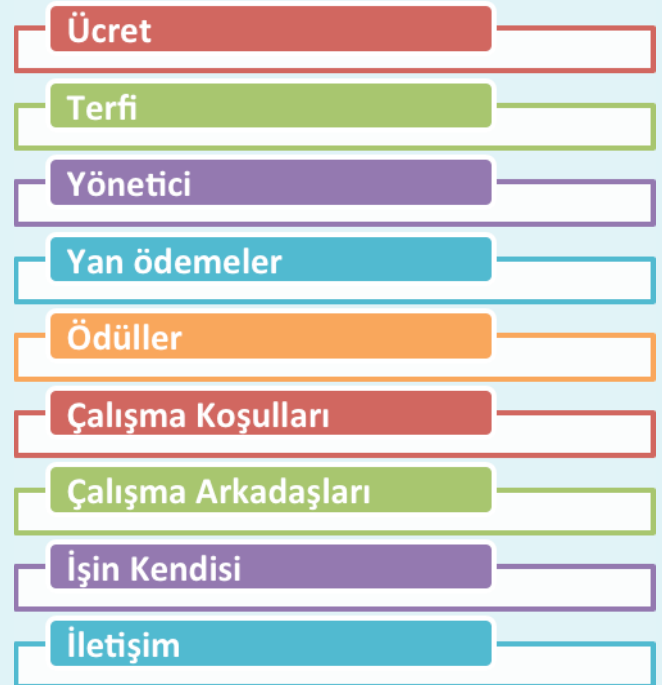 Ücret
Terfi
Yönetici
Yan ödemeler
Ödüller
Çalışma Koşulları
Çalışma Arkadaşları
İşin Kendisi
İletişim